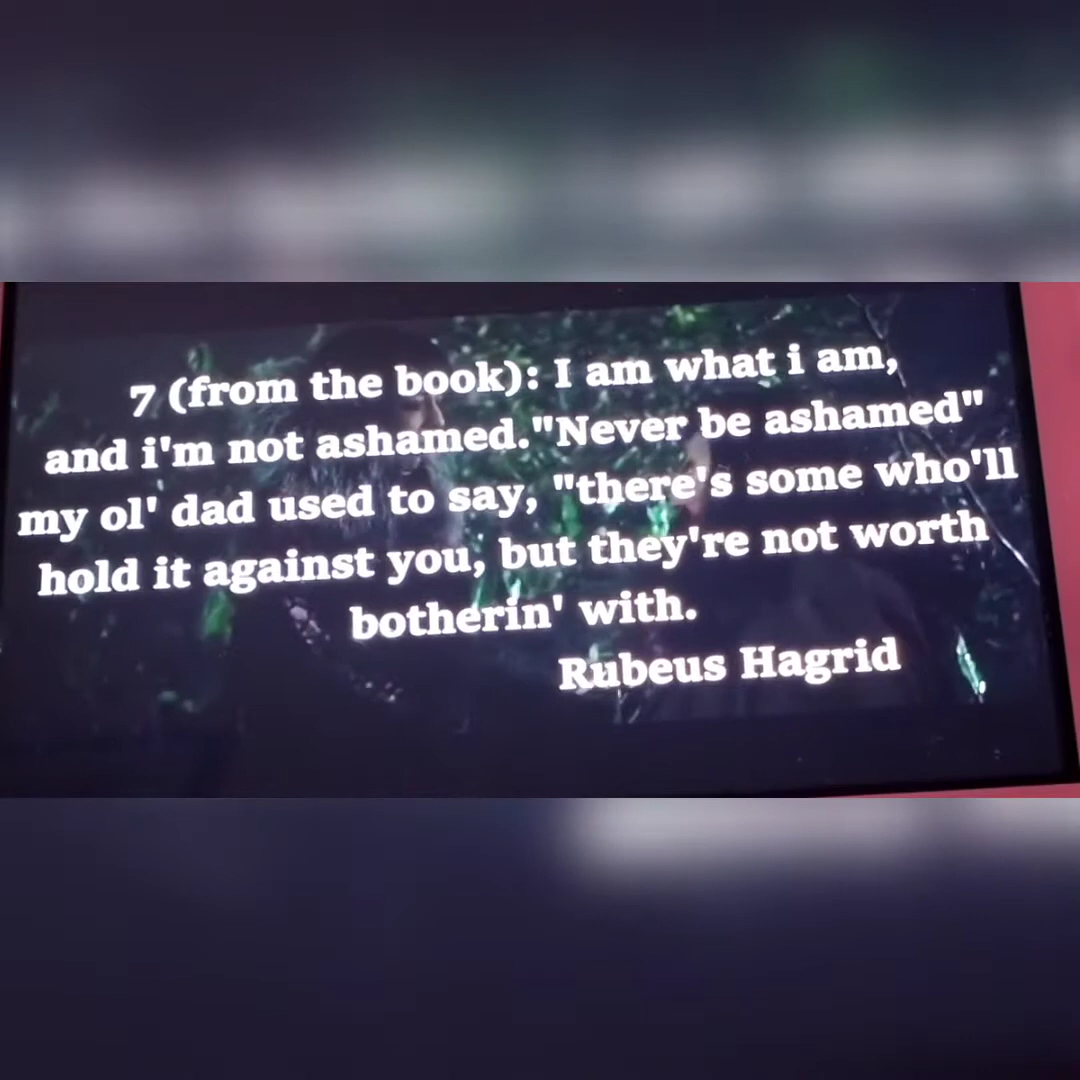 7 (from the book): I am what i am,
and i'm not ashamed."Never be ashamed"
my ol' dad used to say, "there's some who'll
hold it against you, but they're not worth
botherin' with.
Rubeus Hagrid